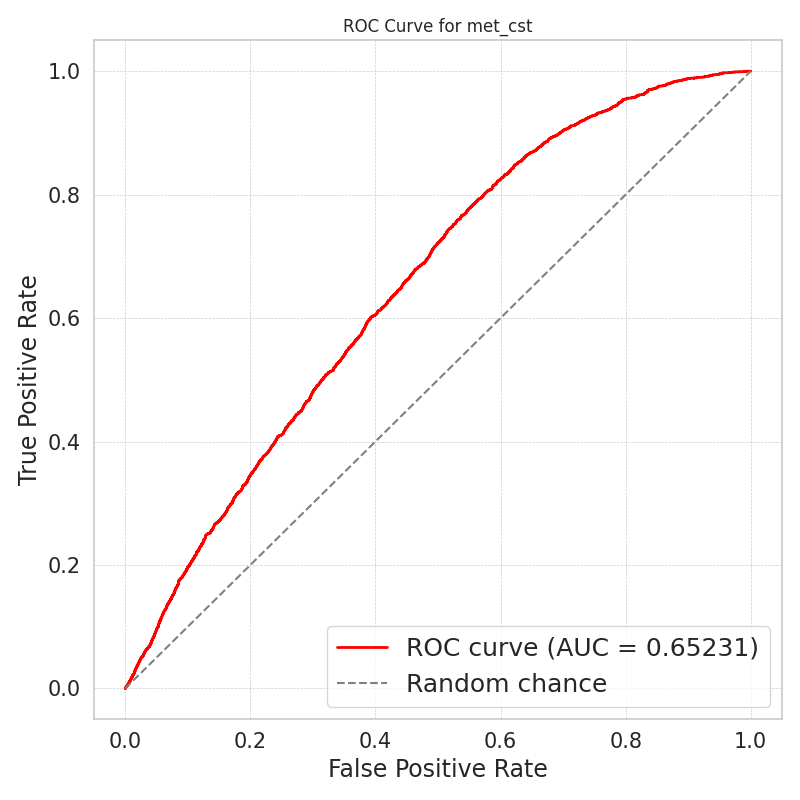 ROC Curve for met_cst
True Positive Rate
1.0
0.8
0.6
0.4
0.2
0.0
ROC curve (AUC = 0.65231)
Random chance
0.0 0.2 0.4 0.6 0.8 1.0
False Positive Rate